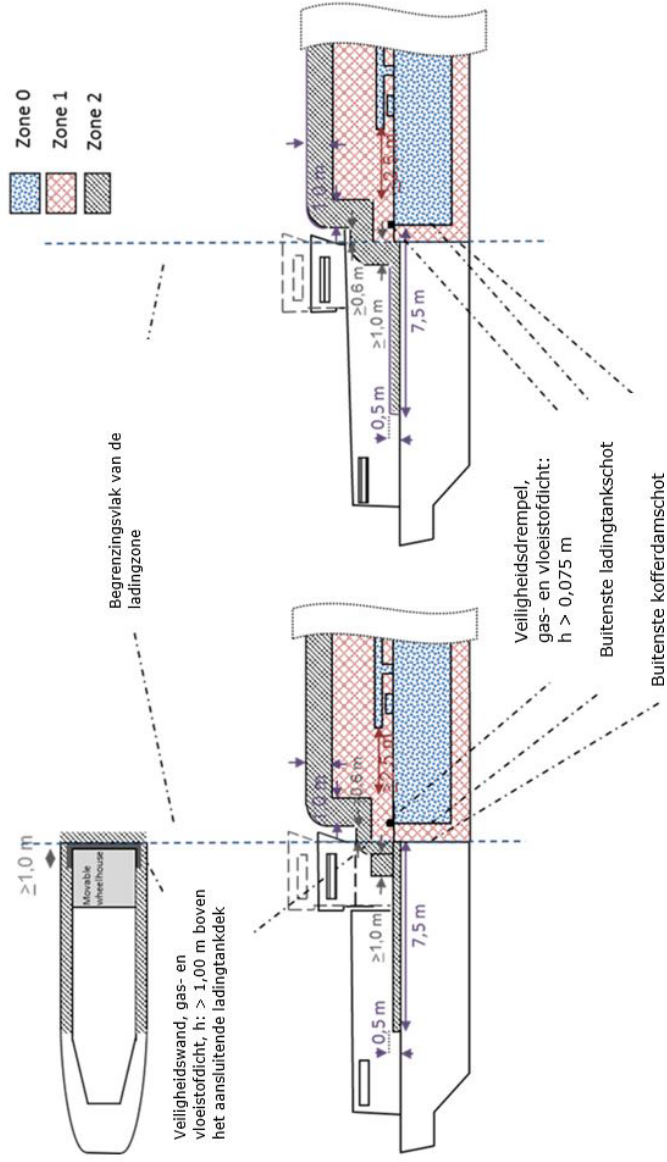 Zone 0
Zone 1
Zone 2
Begrenzingsvlak van de
ladingzone
≥1,0 m
Movable
wheelhouse
Veiligheidswand, gas- en
vloeistofdicht, h: > 1,00 m boven
het aansluitende ladingtankdek
1,0 m
≥0,6 m
≥2,5 m
≥1,0 m
0,5 m
7,5 m
0,6 m
≥2,5 m
≥1,0 m
0,5 m
7,5 m
Veiligheidsdrempel,
gas- en vloeistofdicht:
h > 0,075 m
Buitenste ladingtankschot
Buitenste kofferdamschot